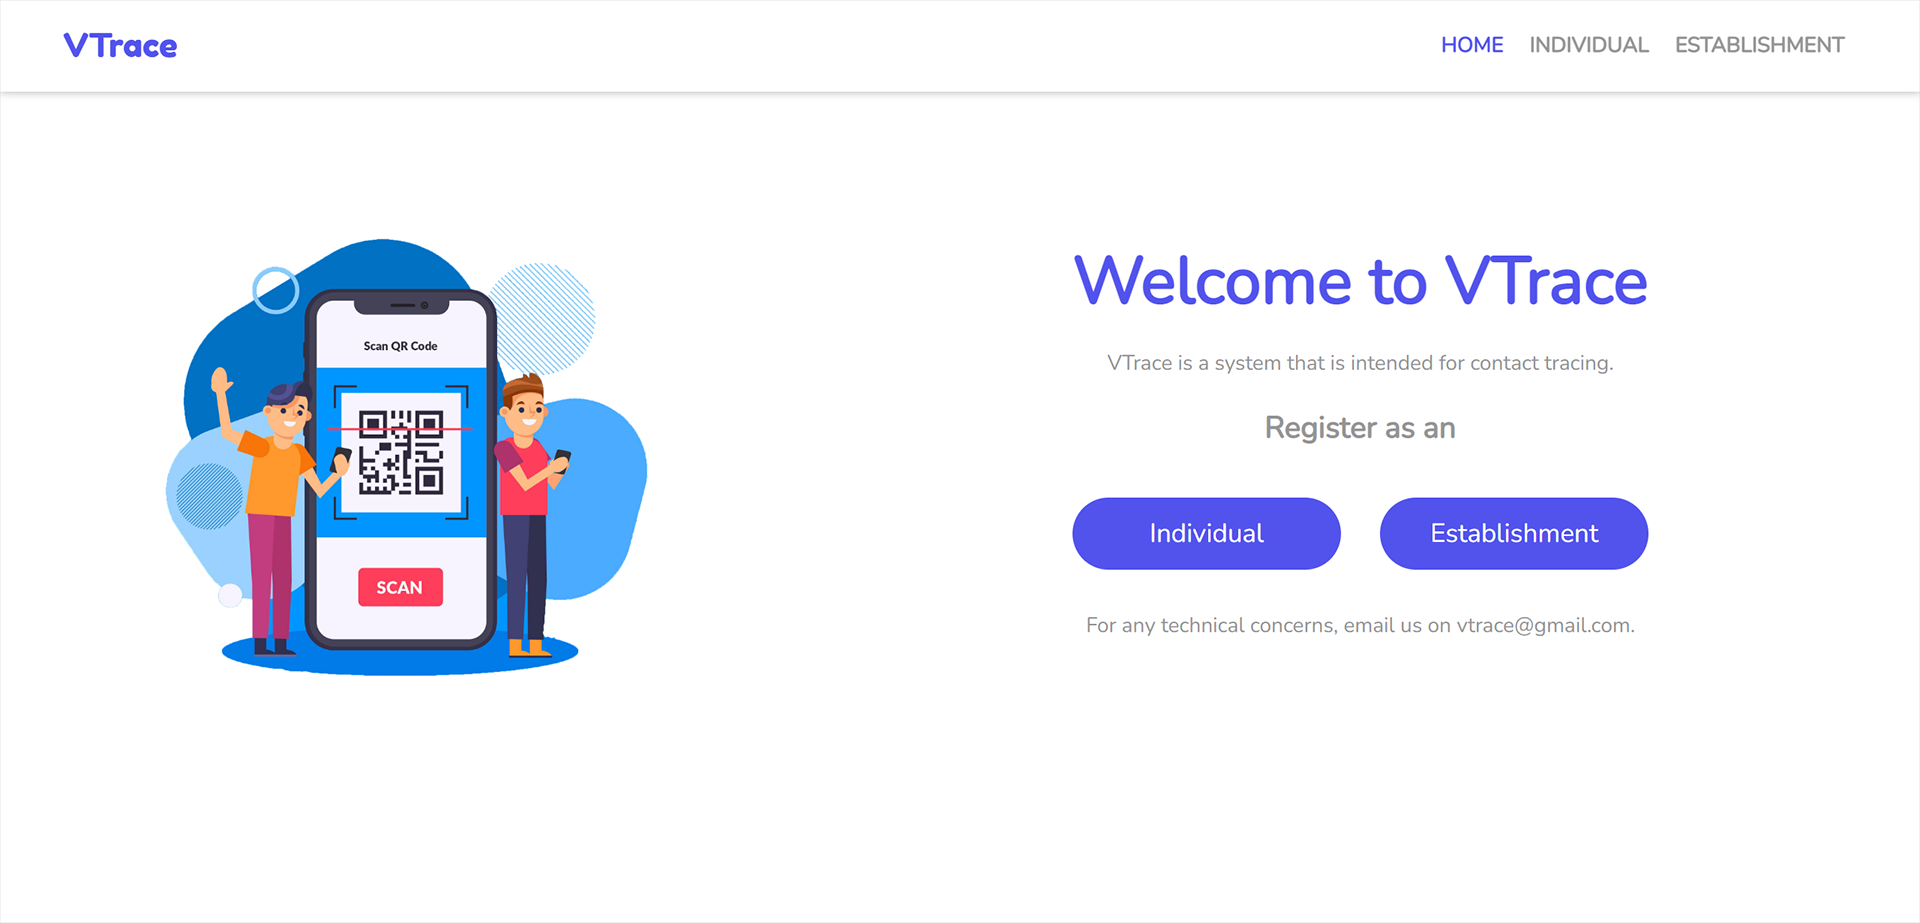 VTrace
HOME INDIVIDUAL ESTABLISHMENT
Scan QR Code
SCAN
Welcome to VTrace
VTrace is a system that is intended for contact tracing.
Register as an
Individual Establishment
For any technical concerns, email us on vtrace@gmail.com.